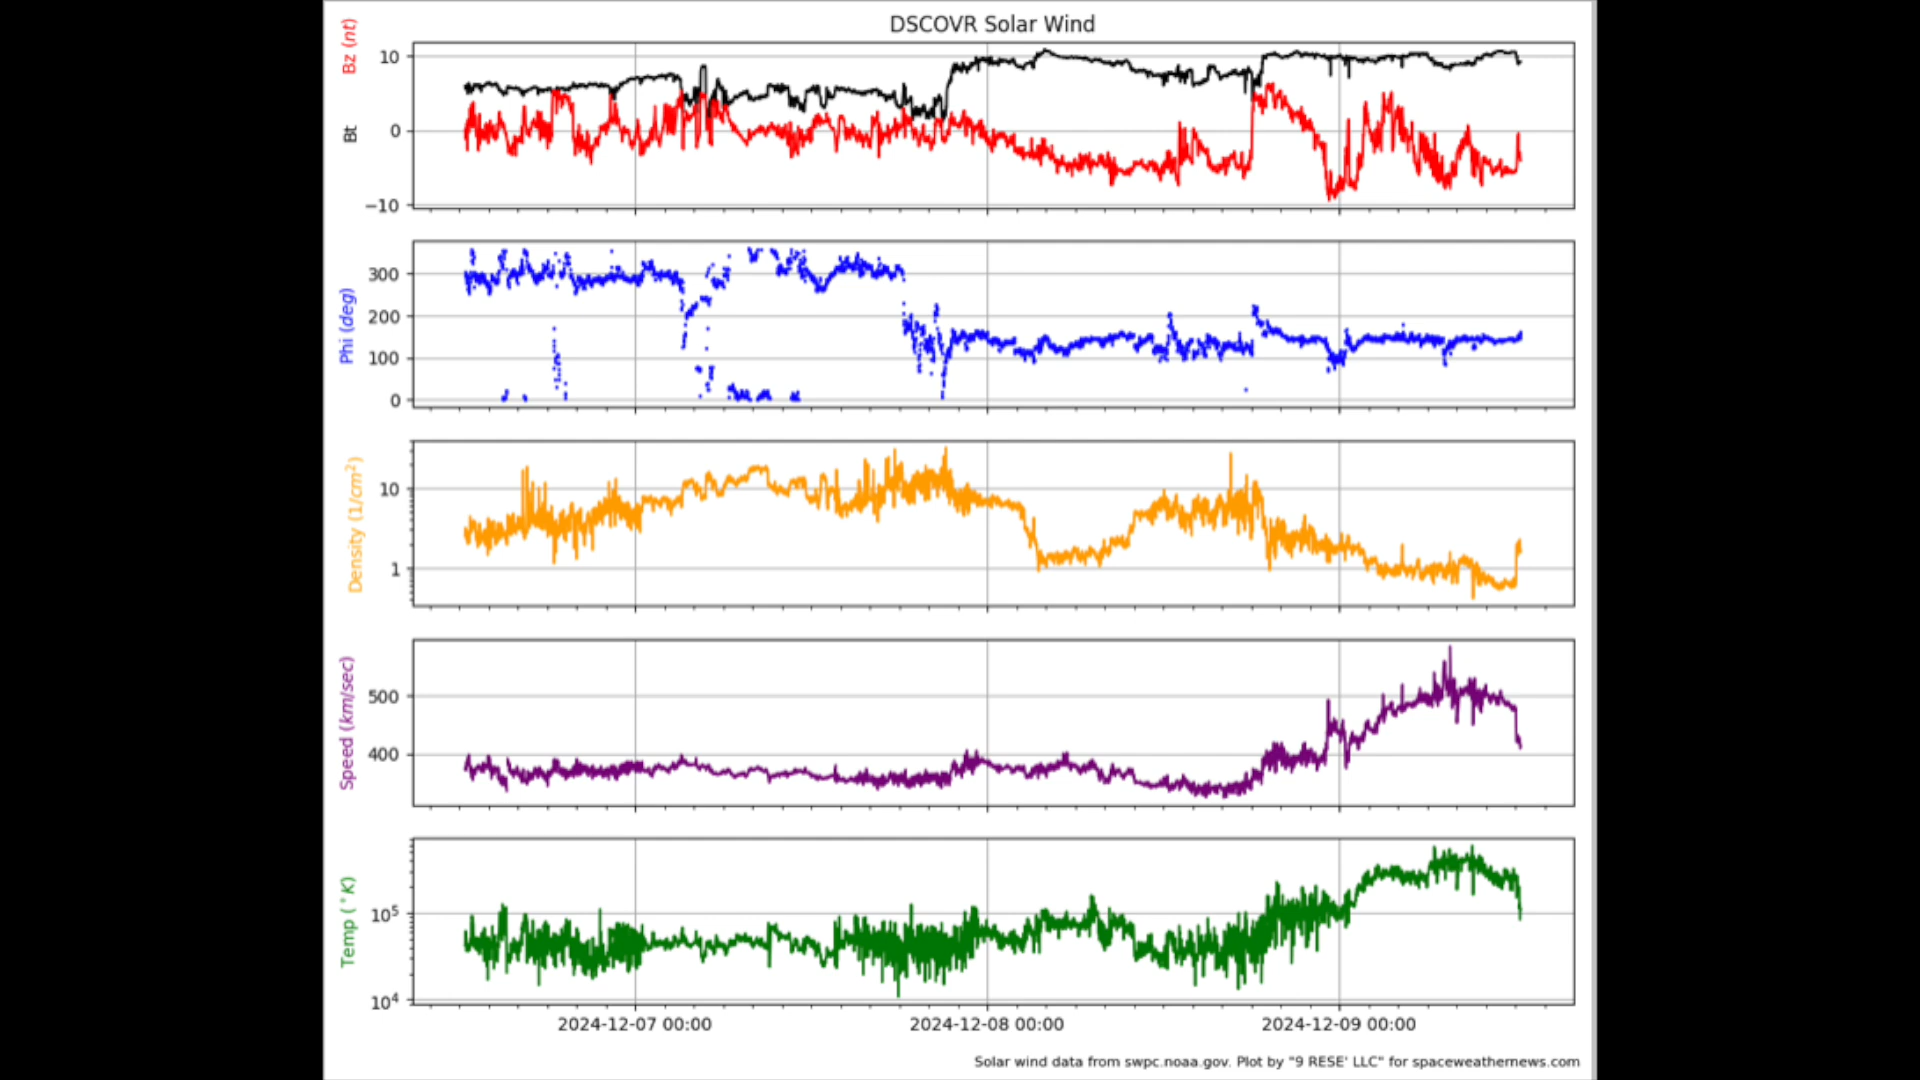 DSCOVR Solar Wind
Bz (nt)
Bt
10
0
−10
Phi (deg)
300
200
100
0
Density (1/cm²)
10
1
Speed (km/sec)
500
400
Temp (°K)
10⁵
10⁴
2024-12-07 00:00
2024-12-08 00:00
2024-12-09 00:00
Solar wind data from swpc.noaa.gov. Plot by "9 RESE' LLC" for spaceweathernews.com